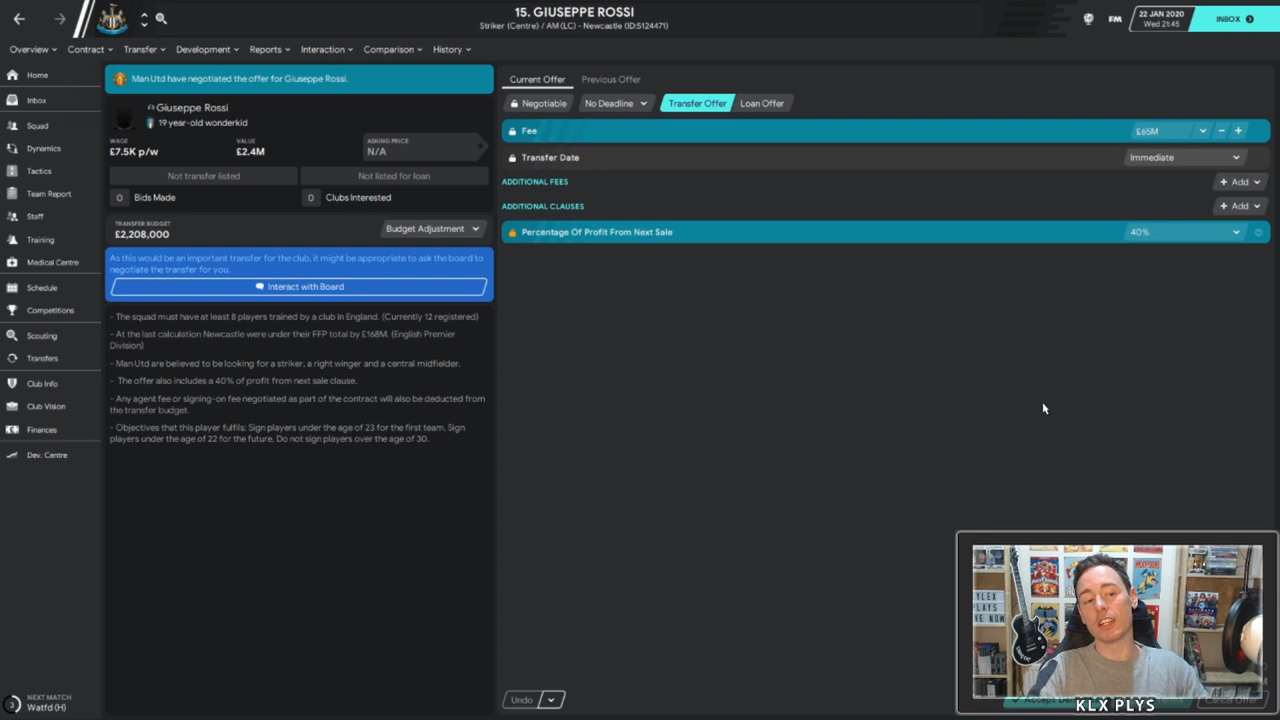 15. GIUSEPPE ROSSI
Striker (Centre) / AM (LC) - Newcastle (ID:5124471)
FM
22 JAN 2020
Wed 21:45
INBOX
Overview
Contract
Transfer
Development
Reports
Interaction
Comparison
History
Home
Inbox
Squad
Dynamics
Tactics
Team Report
Staff
Training
Medical Centre
Schedule
Competitions
Scouting
Transfers
Club Info
Club Vision
Finances
Dev. Centre
3
NEXT MATCH
Watfd (H)
Man Utd have negotiated the offer for Giuseppe Rossi.
Giuseppe Rossi
19 year-old wonderkid
WAGE
£7.5K p/w
VALUE
£2.4M
ASKING PRICE
N/A
Not transfer listed
Not listed for loan
0 Bids Made
0 Clubs Interested
TRANSFER BUDGET
£2,208,000
Budget Adjustment
As this would be an important transfer for the club, it might be appropriate to ask the board to
negotiate the transfer for you.
Interact with Board
- The squad must have at least 8 players trained by a club in England. (Currently 12 registered)
- At the last calculation Newcastle were under their FFP total by £168M. (English Premier
Division)
- Man Utd are believed to be looking for a striker, a right winger and a central midfielder.
- The offer also includes a 40% of profit from next sale clause.
- Any agent fee or signing-on fee negotiated as part of the contract will also be deducted from
the transfer budget.
- Objectives that this player fulfils: Sign players under the age of 23 for the first team, Sign
players under the age of 22 for the future, Do not sign players over the age of 30.
Current Offer
Previous Offer
Negotiable
No Deadline
Transfer Offer
Loan Offer
Fee
£65M
Transfer Date
Immediate
ADDITIONAL FEES
Add
ADDITIONAL CLAUSES
Add
Percentage Of Profit From Next Sale
40%
Undo
KLX PLYS